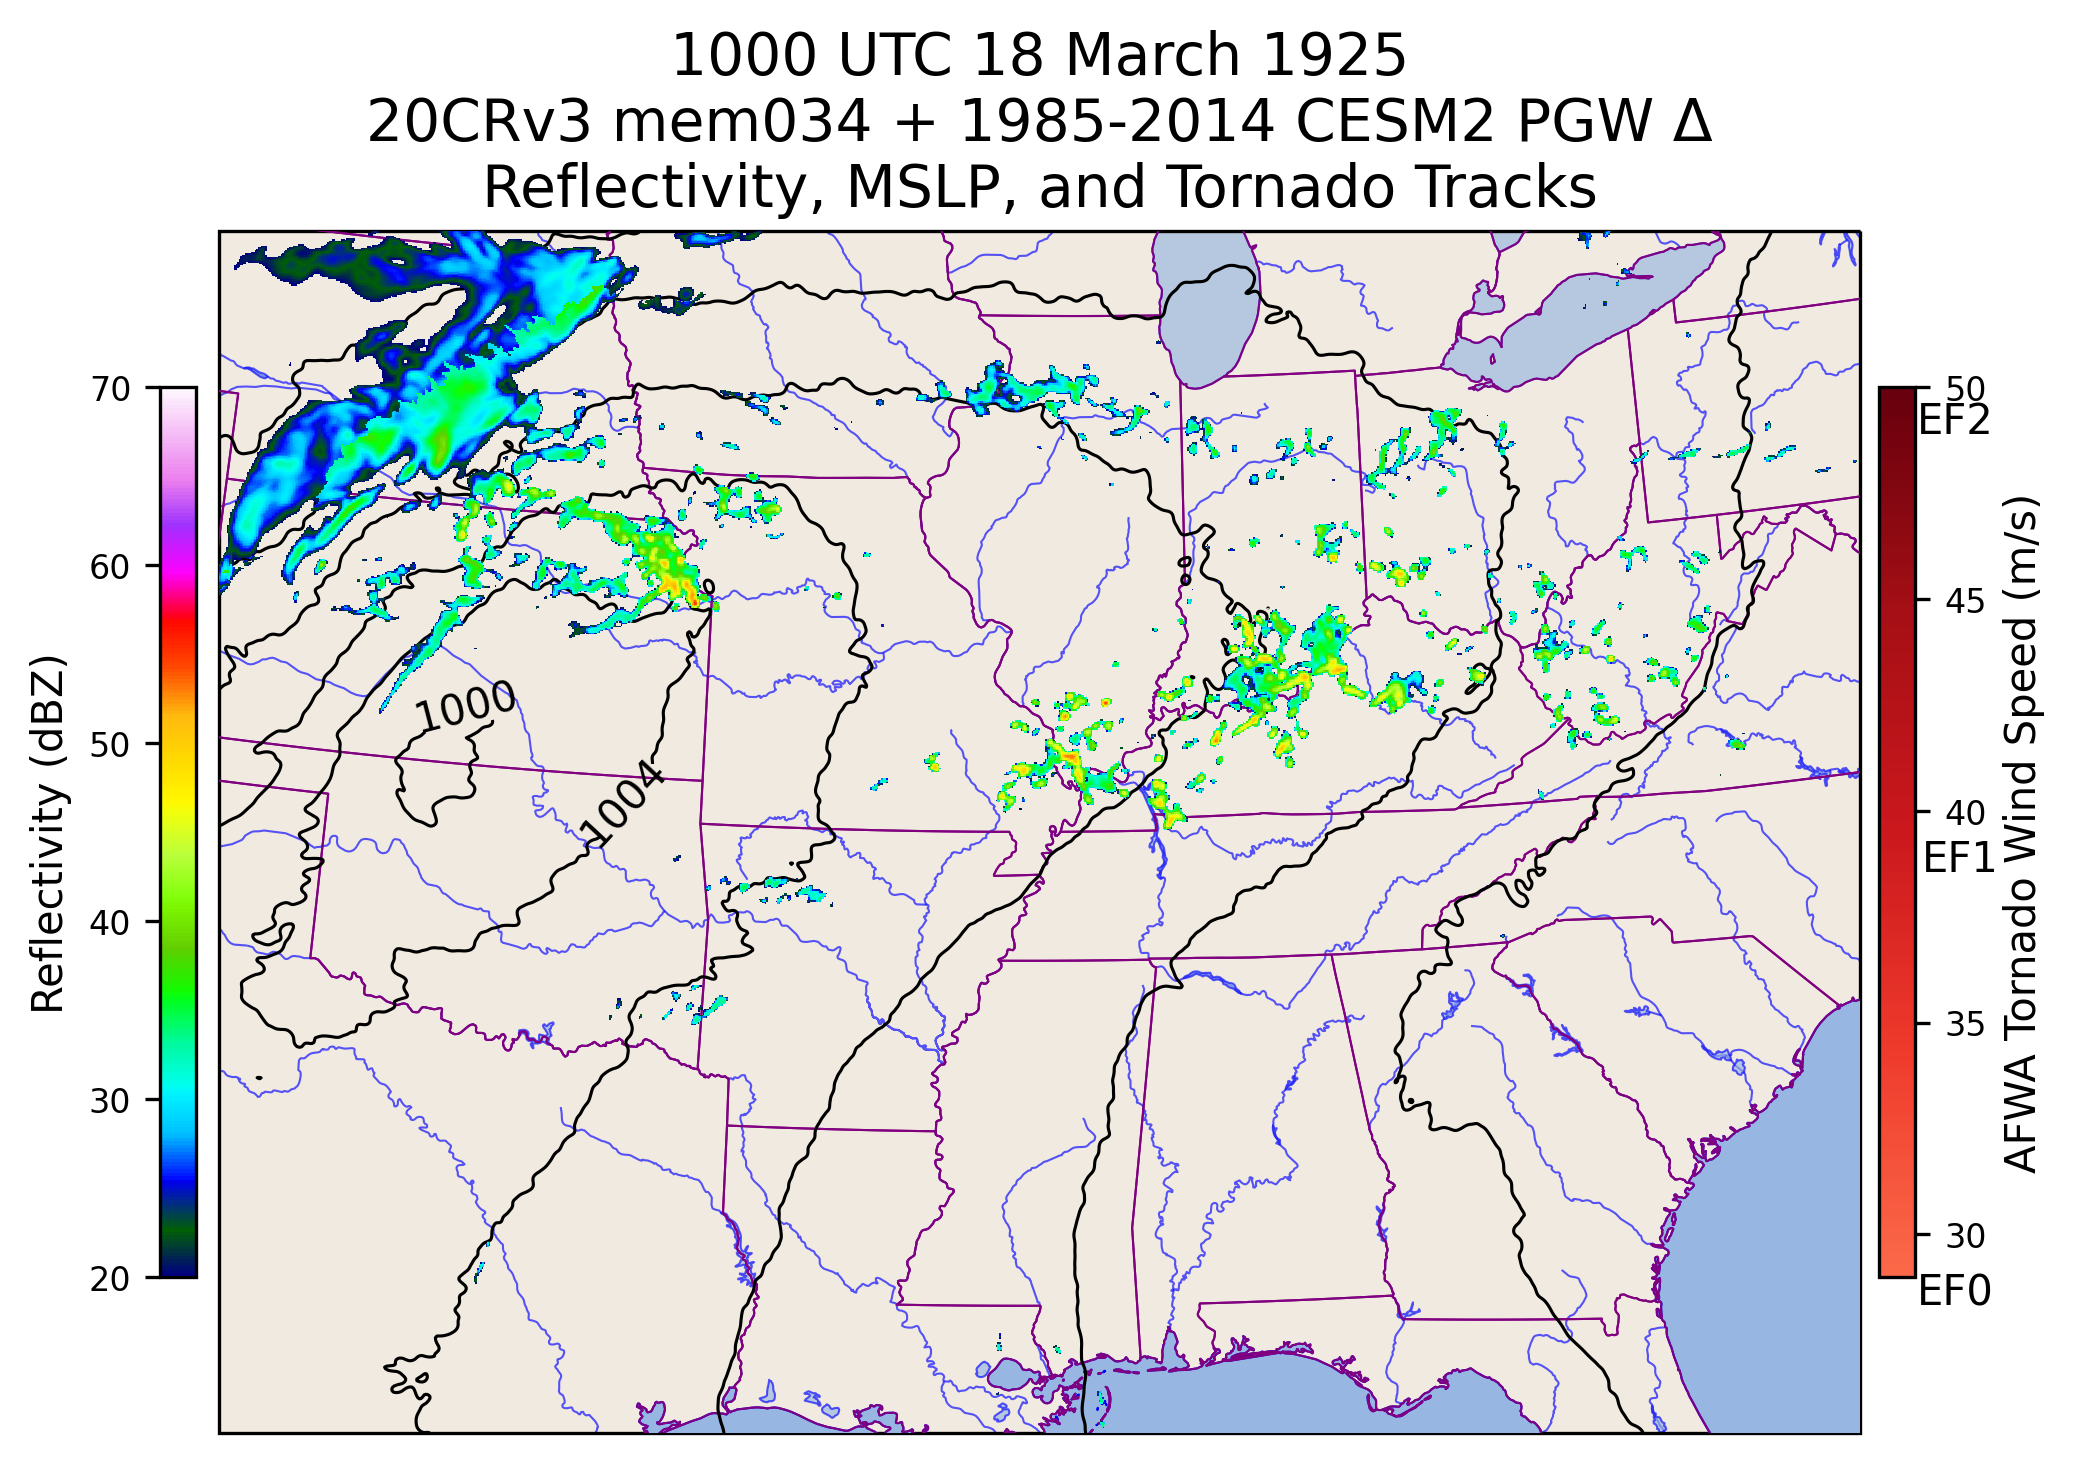 1000 UTC 18 March 1925
20CRv3 mem034 + 1985-2014 CESM2 PGW Δ
Reflectivity, MSLP, and Tornado Tracks
70
60
50
40
30
20
Reflectivity (dBZ)
1000
1004
50
EF2
45
40
EF1
35
30
EF0
AFWA Tornado Wind Speed (m/s)